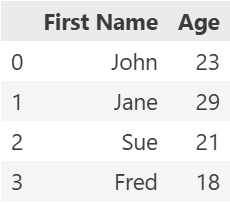 First Name Age
0 John 23
1 Jane 29
2 Sue 21
3 Fred 18